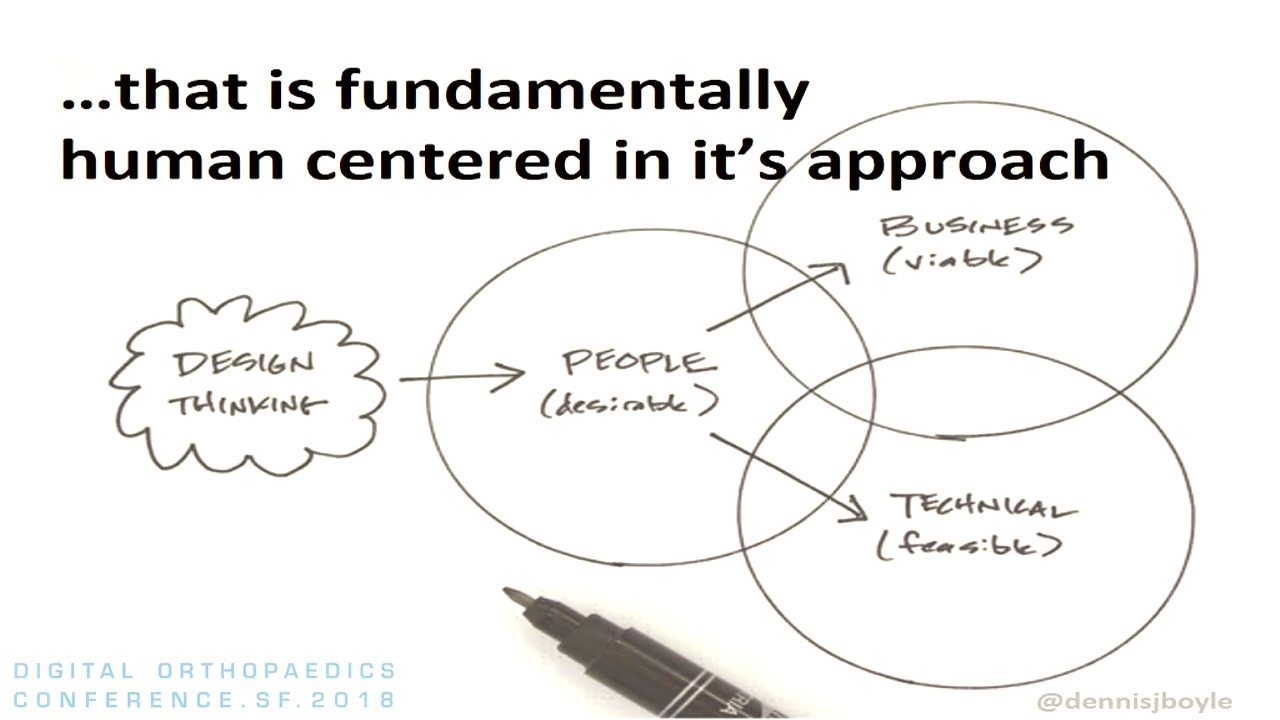 ...that is fundamentally
human centered in it's approach
BUSINESS
(viable)
DESIGN
THINKING
PEOPLE
(desirable)
TECHNICAL
(feasible)
DIGITAL ORTHOPAEDICS
CONFERENCE.SF.2018
@dennisjboyle